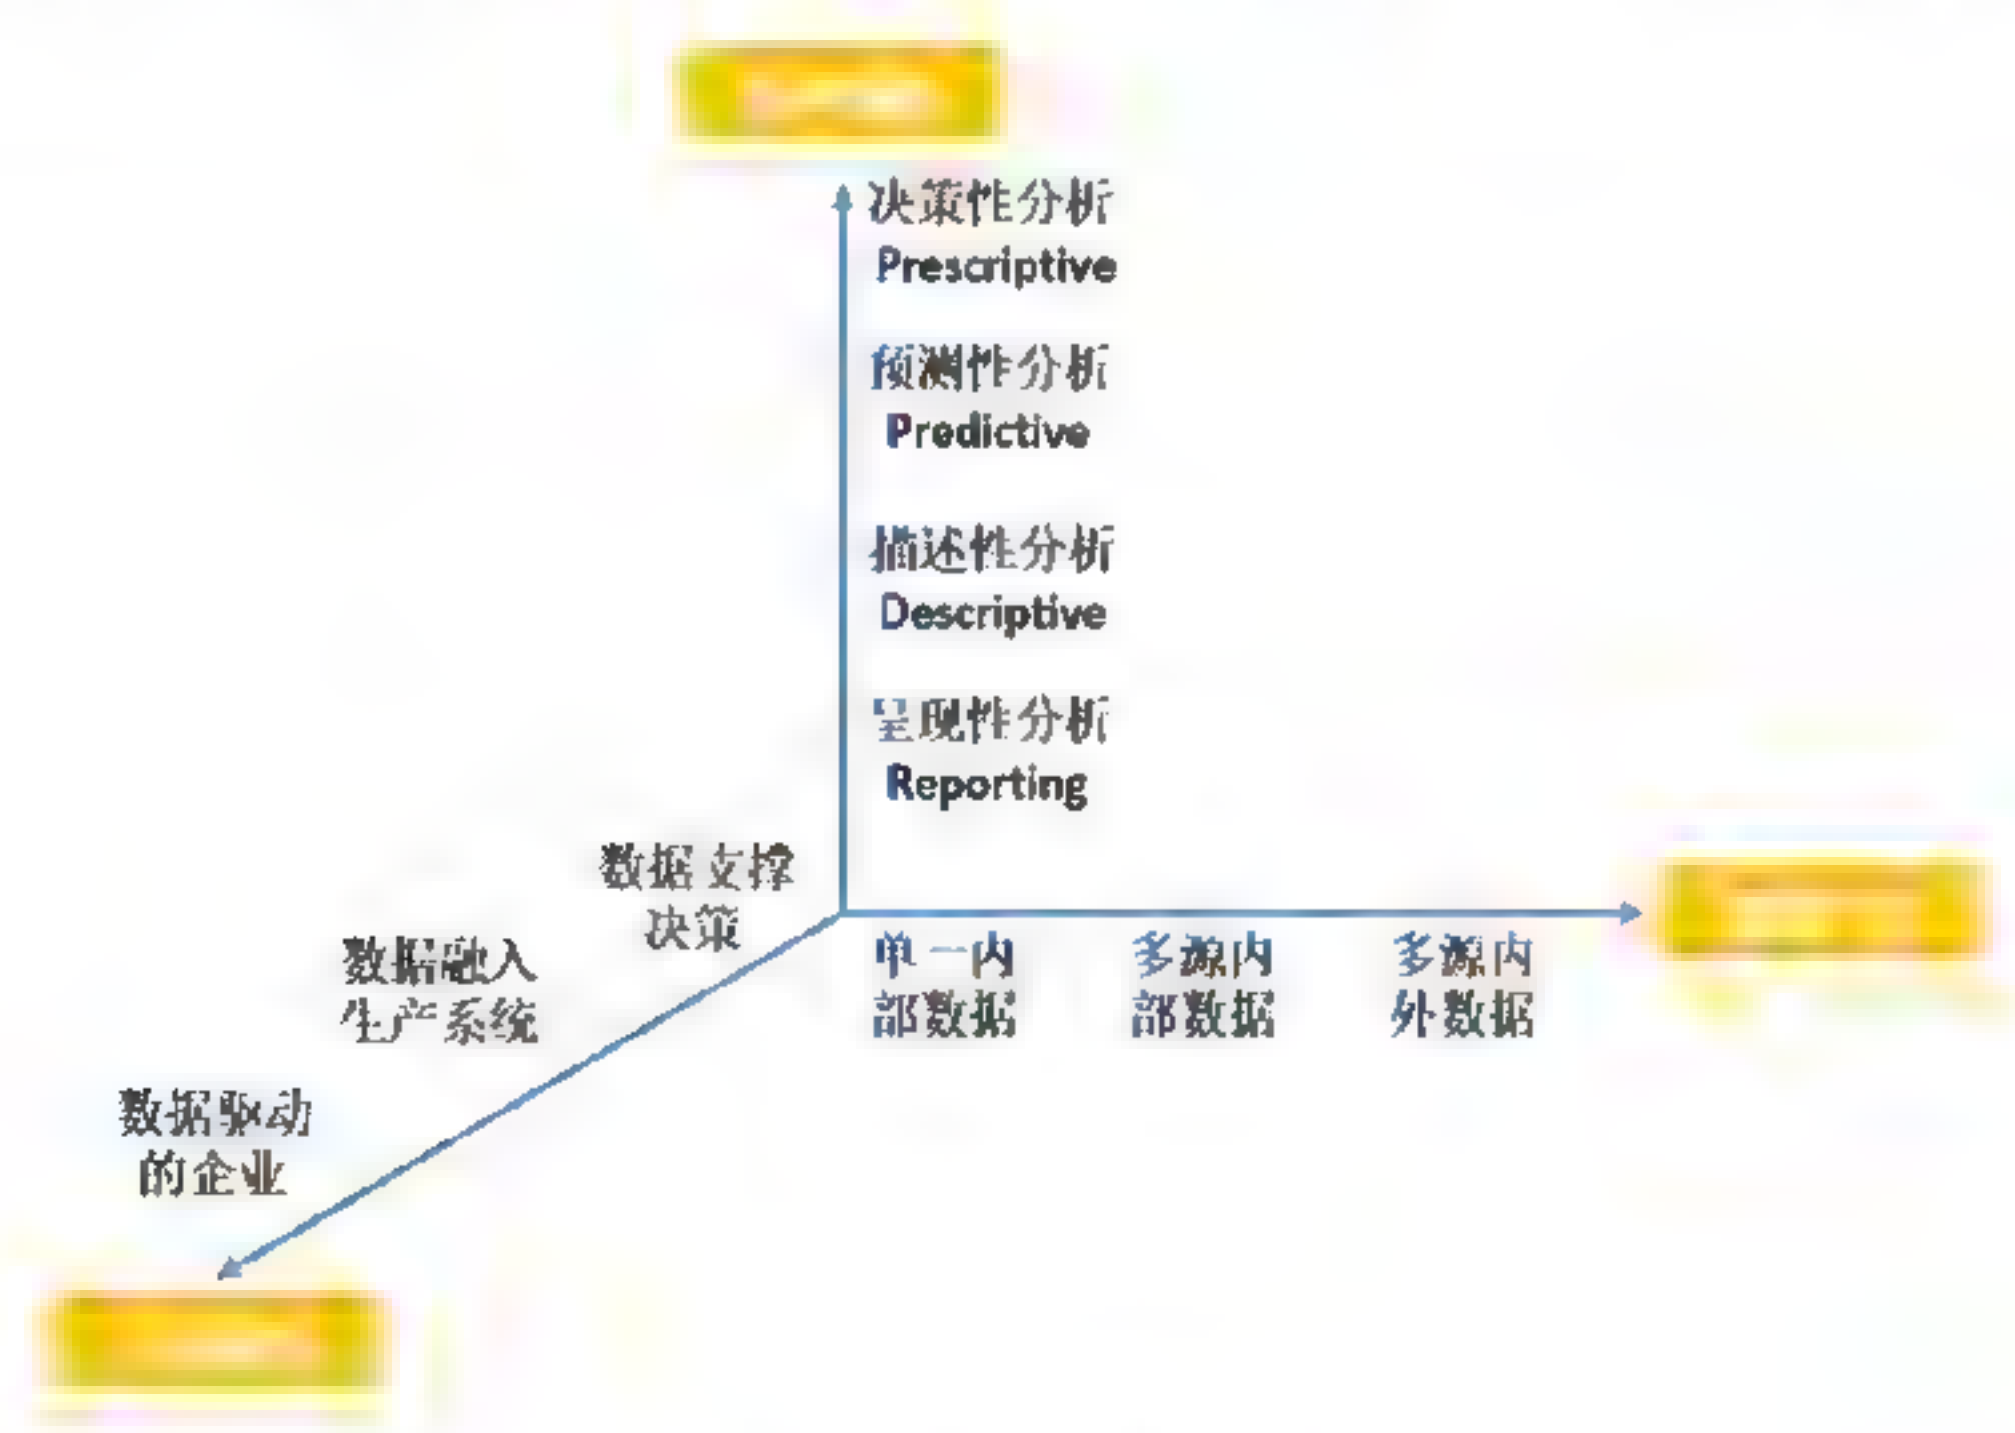 决策性分析
Prescriptive
预测性分析
Predictive
描述性分析
Descriptive
呈现性分析
Reporting
数据支撑
决策
数据融入
生产系统
数据驱动
的企业
单一内
部数据
多源内
部数据
多源内
外数据